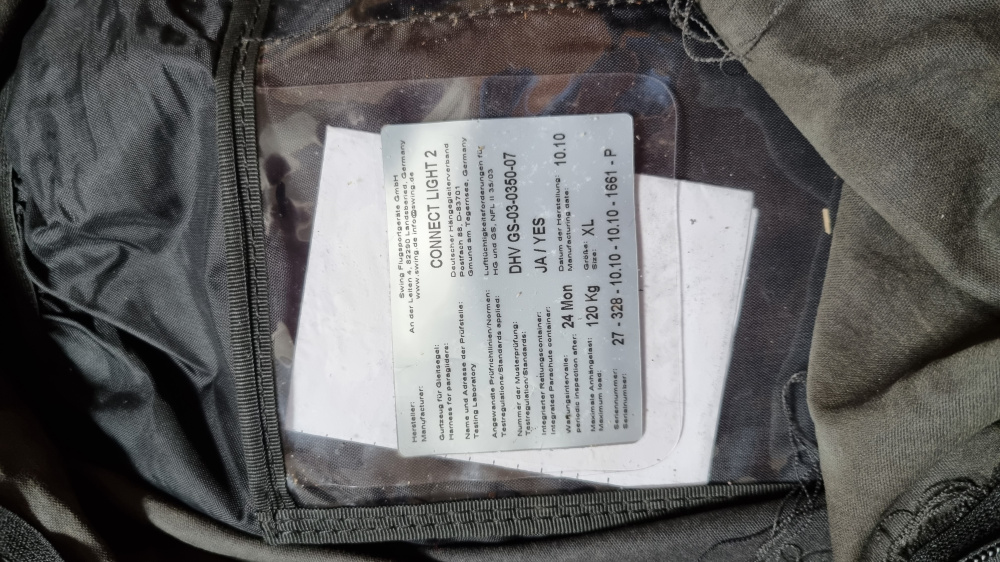 Hersteller: Swing Flugsportgeräte GmbH
Manufacturer: An der Leiten 4, 82290 Landsberied, Germany
www.swing.de info@swing.de
Gurtzeug für Gleitsegel: CONNECT LIGHT 2
Harness for paragliders:
Name und Adresse der Prüfstelle: Deutscher Hängegleiterverband
Testing Laboratory Postfach 88, D-83701
Gmund am Tegernsee, Germany
Angewandte Prüfrichtlinien/Normen: Lufttüchtigkeitsforderungen für
Testregulations/Standards applied: HG und GS, NFL II 35/03
Nummer der Musterprüfung: DHV GS-03-0350-07
Testregulation/Standards:
Integrierter Rettungscontainer: JA / YES
Integrated Parachute container:
Wartungsintervalle: 24 Mon Datum der Herstellung: 10.10
periodic inspection after: Manufacturing date:
Maximale Anhängelast: 120 Kg Größe: XL
Maximum load: Size:
Seriennummer: 27 - 328 - 10.10 - 10.10 - 1661 - P
Serialnumber: